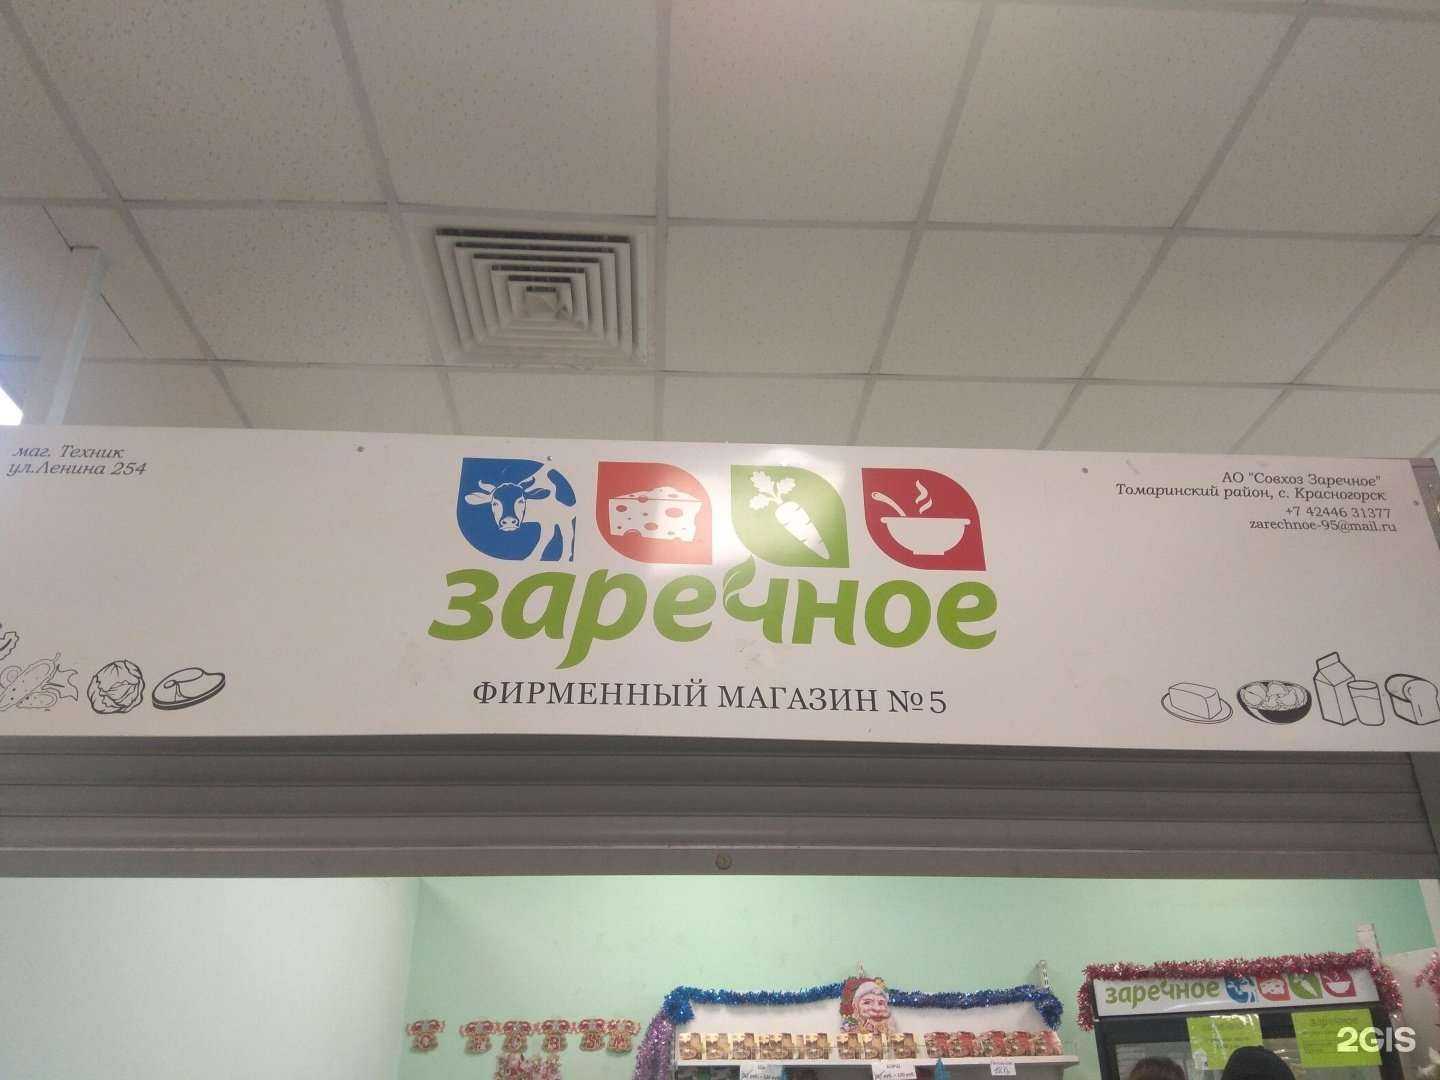 маг. Техник
ул.Ленина 254
АО "Совхоз Заречное"
Томаринский район, с. Красногорск
+7 42446 31377
zarechnoe-95@mail.ru
заречное
ФИРМЕННЫЙ МАГАЗИН №5
заречное
2GIS